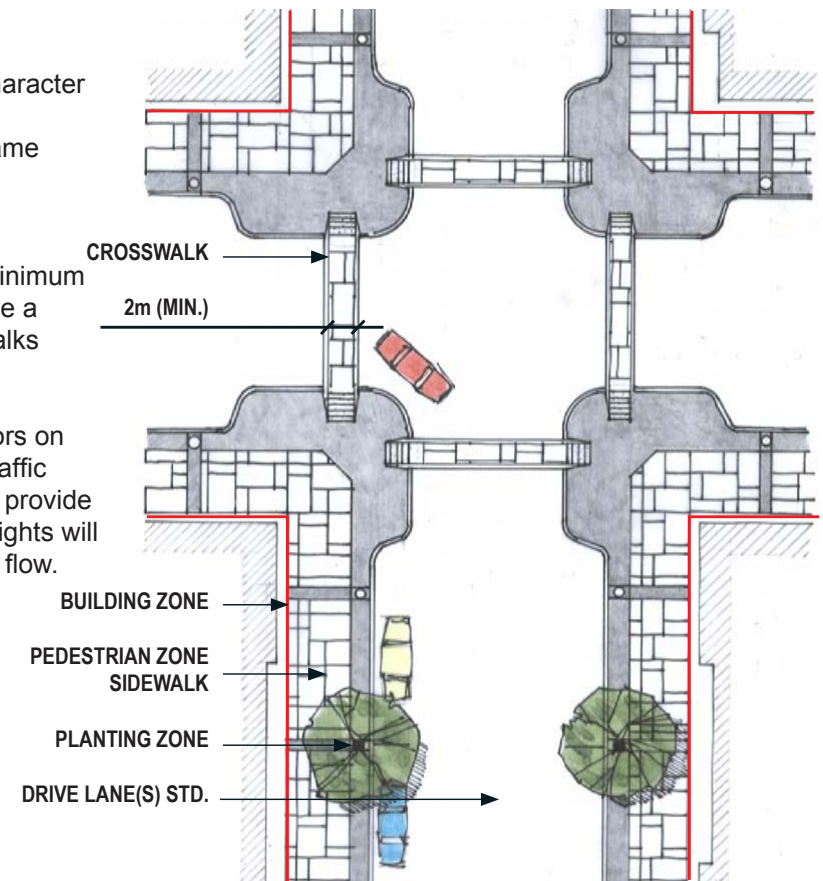 aracter
ame
inimum
e a
alks
ors on
affic
provide
ights will
flow.
CROSSWALK
2m (MIN.)
BUILDING ZONE
PEDESTRIAN ZONE
SIDEWALK
PLANTING ZONE
DRIVE LANE(S) STD.